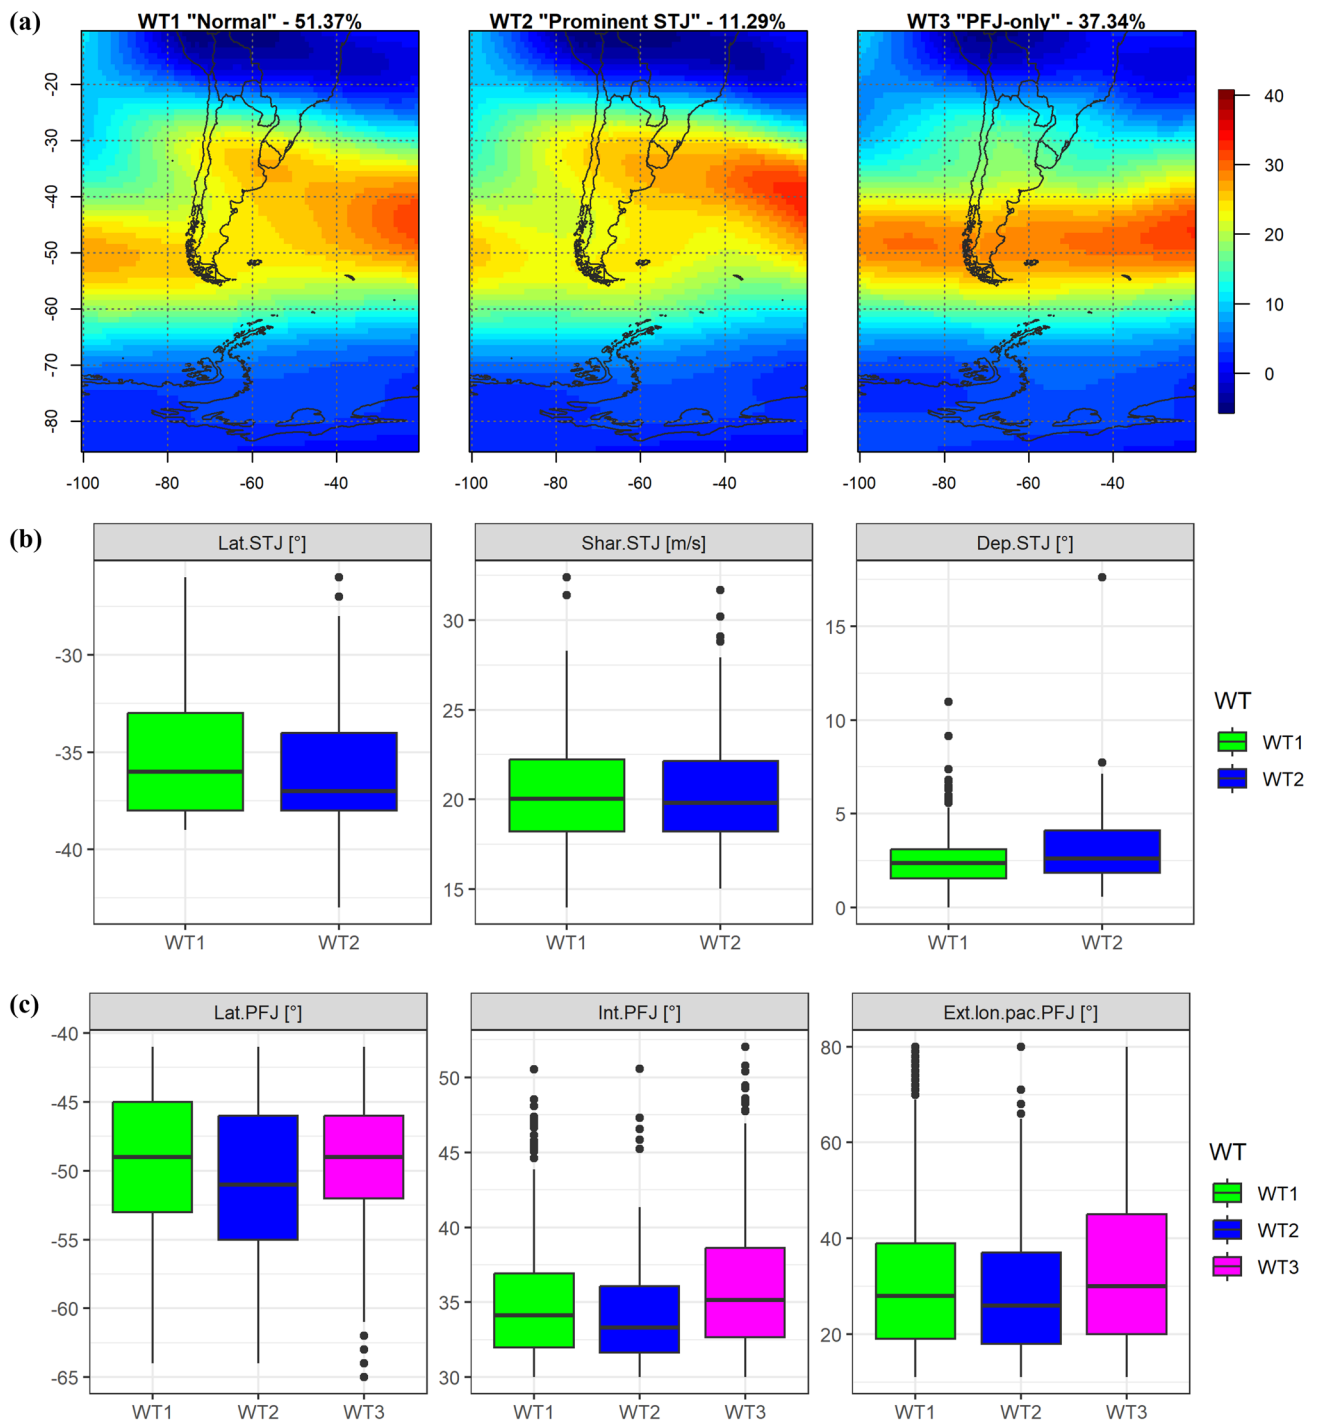 (a)
WT1 "Normal" - 51.37%
WT2 "Prominent STJ" - 11.29%
WT3 "PFJ-only" - 37.34%
-20
-30
-40
-50
-60
-70
-80
-100 -80 -60 -40
-100 -80 -60 -40
-100 -80 -60 -40
40
30
20
10
0
(b)
Lat.STJ [°]
-30
-35
-40
WT1 WT2
Shar.STJ [m/s]
30
25
20
15
WT1 WT2
Dep.STJ [°]
15
10
5
0
WT1 WT2
WT
WT1
WT2
(c)
Lat.PFJ [°]
-40
-45
-50
-55
-60
-65
WT1 WT2 WT3
Int.PFJ [°]
50
45
40
35
30
WT1 WT2 WT3
Ext.lon.pac.PFJ [°]
80
60
40
20
WT1 WT2 WT3
WT
WT1
WT2
WT3